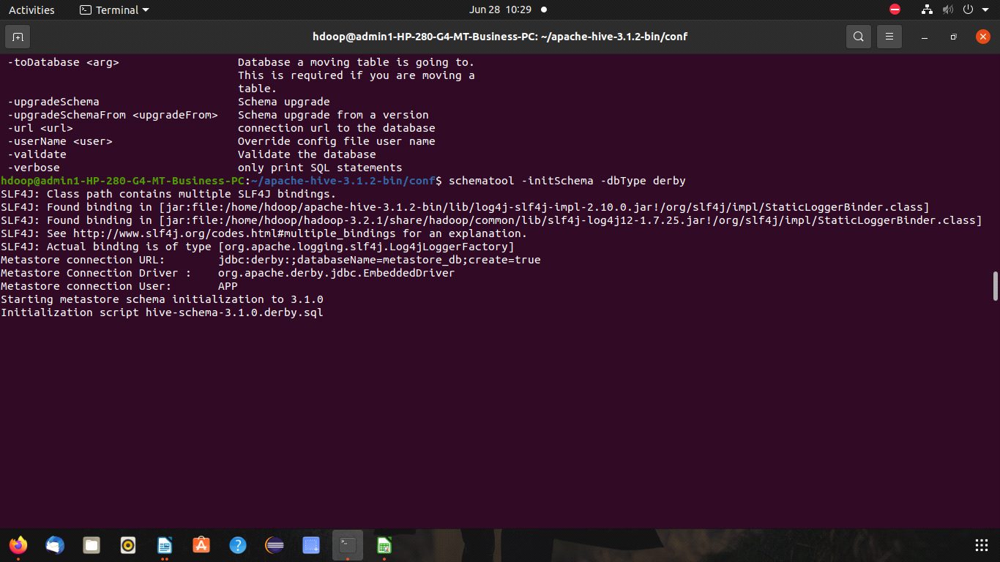 Activities
Terminal
Jun 28 10:29
hdoop@admin1-HP-280-G4-MT-Business-PC: ~/apache-hive-3.1.2-bin/conf
-toDatabase <arg> Database a moving table is going to.
This is required if you are moving a
table.
-upgradeSchema Schema upgrade
-upgradeSchemaFrom <upgradeFrom> Schema upgrade from a version
-url <url> connection url to the database
-userName <user> Override config file user name
-validate Validate the database
-verbose only print SQL statements
hdoop@admin1-HP-280-G4-MT-Business-PC:~/apache-hive-3.1.2-bin/conf$ schematool -initSchema -dbType derby
SLF4J: Class path contains multiple SLF4J bindings.
SLF4J: Found binding in [jar:file:/home/hdoop/apache-hive-3.1.2-bin/lib/log4j-slf4j-impl-2.10.0.jar!/org/slf4j/impl/StaticLoggerBinder.class]
SLF4J: Found binding in [jar:file:/home/hdoop/hadoop-3.2.1/share/hadoop/common/lib/slf4j-log4j12-1.7.25.jar!/org/slf4j/impl/StaticLoggerBinder.class]
SLF4J: See http://www.slf4j.org/codes.html#multiple_bindings for an explanation.
SLF4J: Actual binding is of type [org.apache.logging.slf4j.Log4jLoggerFactory]
Metastore connection URL: jdbc:derby:;databaseName=metastore_db;create=true
Metastore Connection Driver : org.apache.derby.jdbc.EmbeddedDriver
Metastore connection User: APP
Starting metastore schema initialization to 3.1.0
Initialization script hive-schema-3.1.0.derby.sql